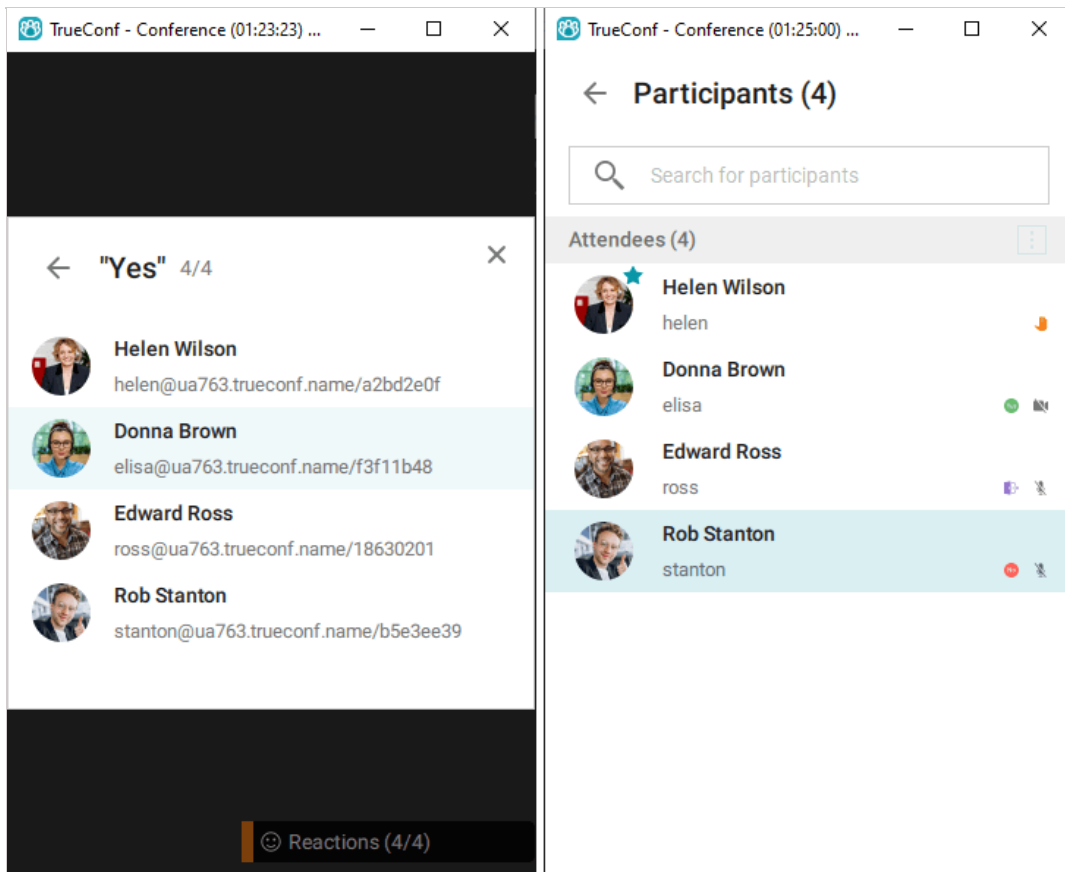 TrueConf - Conference (01:23:23) ...
"Yes" 4/4
Helen Wilson
helen@ua763.trueconf.name/a2bd2e0f
Donna Brown
elisa@ua763.trueconf.name/f3f11b48
Edward Ross
ross@ua763.trueconf.name/18630201
Rob Stanton
stanton@ua763.trueconf.name/b5e3ee39
Reactions (4/4)
TrueConf - Conference (01:25:00) ...
Participants (4)
Search for participants
Attendees (4)
Helen Wilson
helen
Donna Brown
elisa
Edward Ross
ross
Rob Stanton
stanton